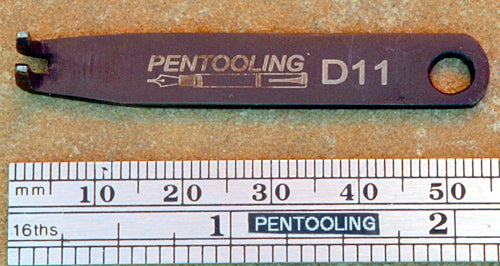 PENTOOLING D11
mm 10 20 30 40 50
16ths 1 PENTOOLING 2